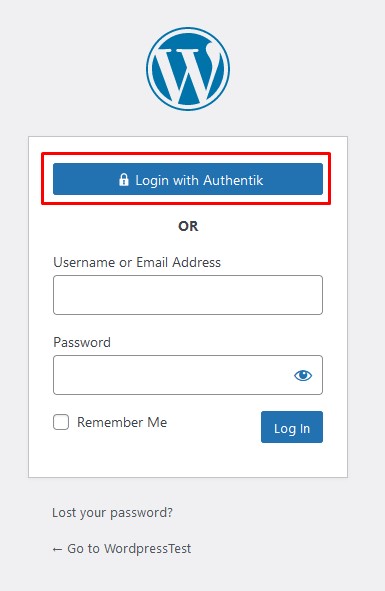 Login with Authentik
OR
Username or Email Address
Password
Remember Me
Log In
Lost your password?
← Go to WordpressTest